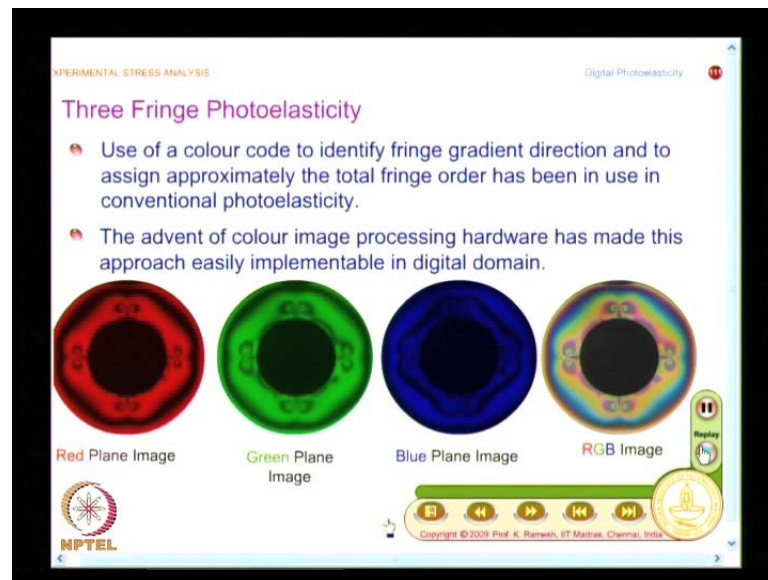 XPERIMENTAL STRESS ANALYSIS
Digital Photoelasticity 111
Three Fringe Photoelasticity
Use of a colour code to identify fringe gradient direction and to
assign approximately the total fringe order has been in use in
conventional photoelasticity.
The advent of colour image processing hardware has made this
approach easily implementable in digital domain.
Red Plane Image
Green Plane
Image
Blue Plane Image
RGB Image
Replay
NPTEL
Copyright © 2009 Prof. K. Ramesh, IIT Madras, Chennai, India